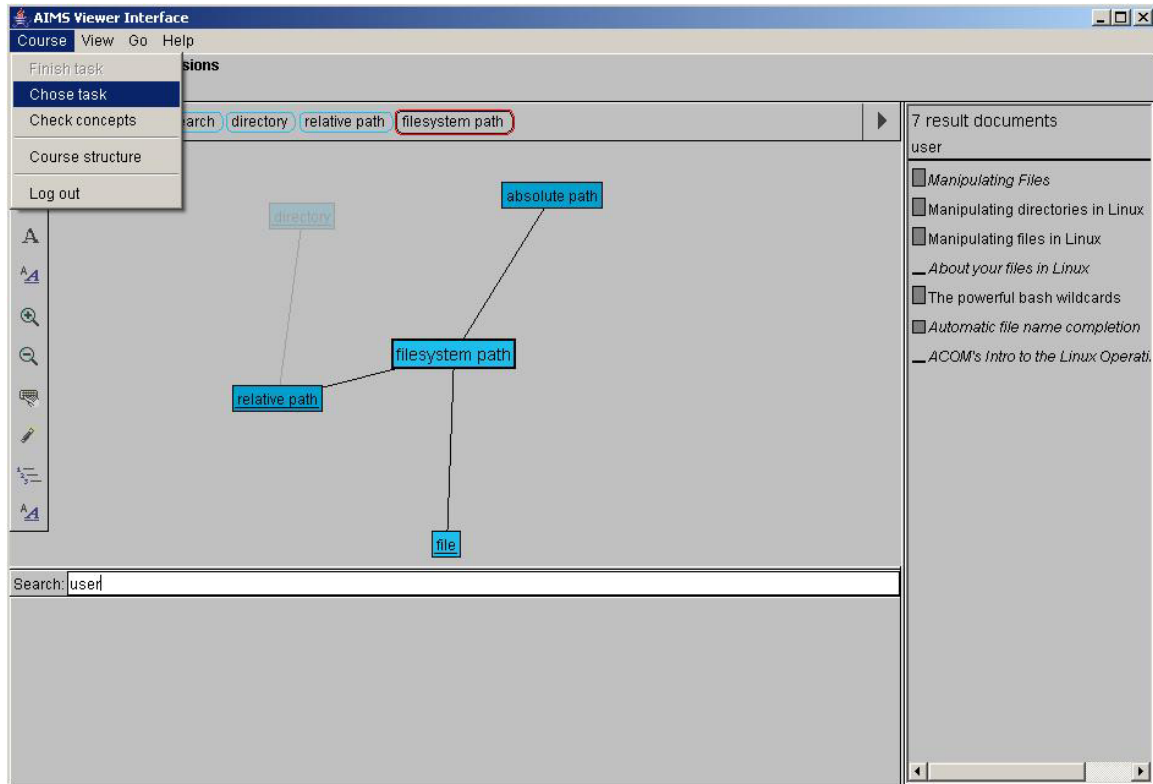 AIMS Viewer Interface
Course View Go Help
Finish task
Chose task
Check concepts
Course structure
Log out
sions
earch directory relative path filesystem path
directory
absolute path
filesystem path
relative path
file
A
AA
AA
Search: user
7 result documents
user
Manipulating Files
Manipulating directories in Linux
Manipulating files in Linux
About your files in Linux
The powerful bash wildcards
Automatic file name completion
ACOM's Intro to the Linux Operati.